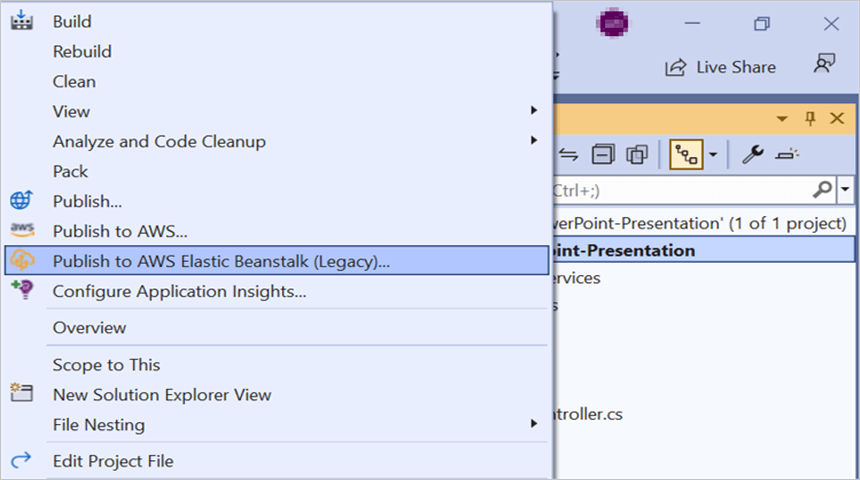 Build
Rebuild
Clean
View
Analyze and Code Cleanup
Pack
Publish...
aws
Publish to AWS...
Publish to AWS Elastic Beanstalk (Legacy)...
Configure Application Insights...
Overview
Scope to This
New Solution Explorer View
File Nesting
Edit Project File
Live Share
Ctrl+;)
werPoint-Presentation' (1 of 1 project)
oint-Presentation
ervices
s
ntroller.cs